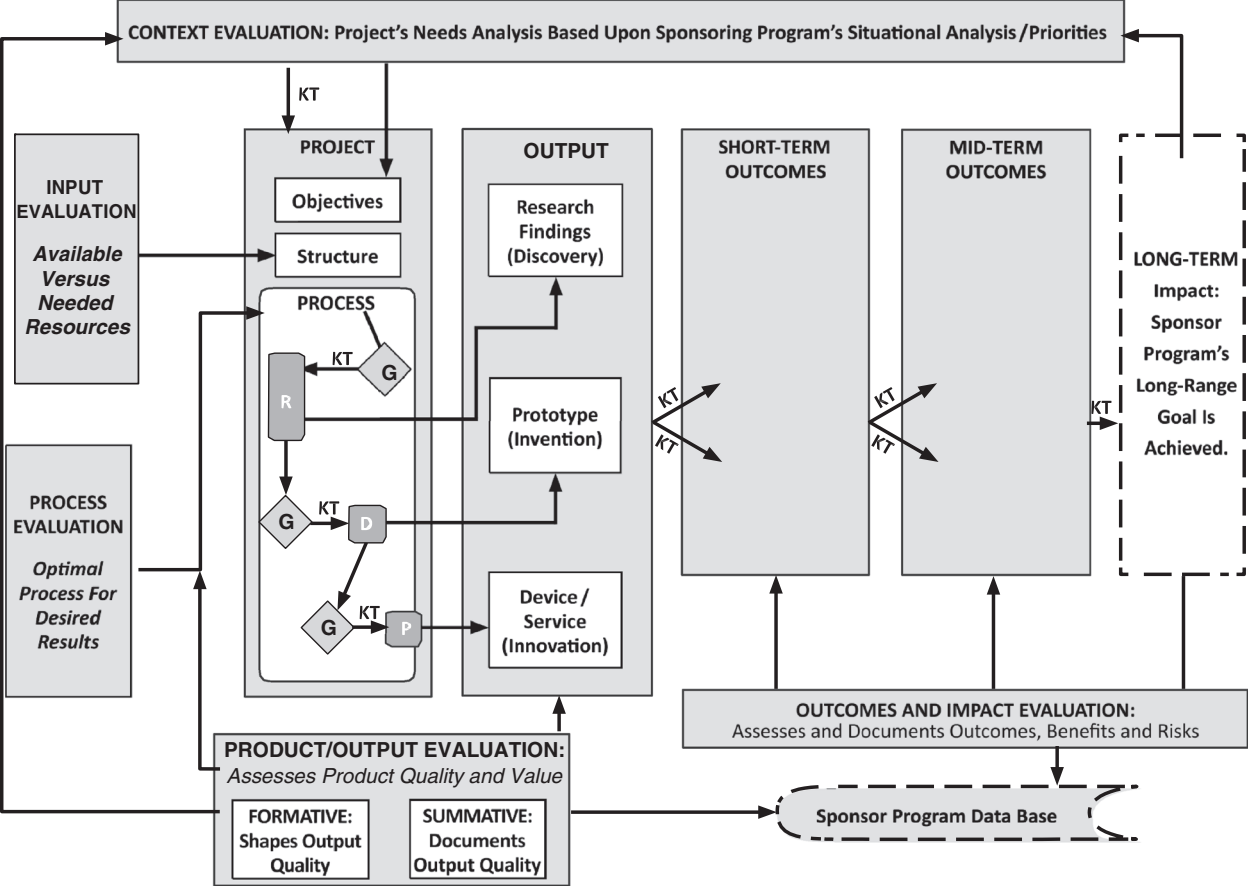 CONTEXT EVALUATION: Project's Needs Analysis Based Upon Sponsoring Program's Situational Analysis/Priorities
KT
INPUT
EVALUATION
Available
Versus
Needed
Resources
PROCESS
EVALUATION
Optimal
Process For
Desired
Results
PROJECT
Objectives
Structure
PROCESS
G
KT
R
G
KT
D
G
KT
P
OUTPUT
Research
Findings
(Discovery)
Prototype
(Invention)
Device/
Service
(Innovation)
KT
KT
SHORT-TERM
OUTCOMES
KT
KT
MID-TERM
OUTCOMES
KT
LONG-TERM
Impact:
Sponsor
Program's
Long-Range
Goal Is
Achieved.
OUTCOMES AND IMPACT EVALUATION:
Assesses and Documents Outcomes, Benefits and Risks
PRODUCT/OUTPUT EVALUATION:
Assesses Product Quality and Value
FORMATIVE:
Shapes Output
Quality
SUMMATIVE:
Documents
Output Quality
Sponsor Program Data Base